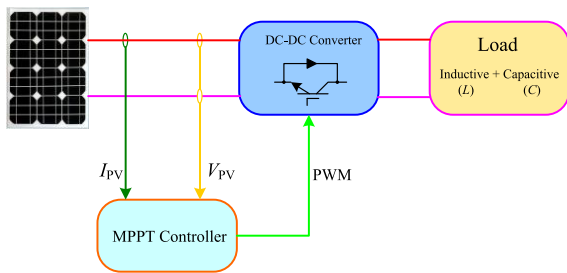 DC-DC Converter
Load
Inductive + Capacitive
(L) (C)
IPV
VPV
PWM
MPPT Controller